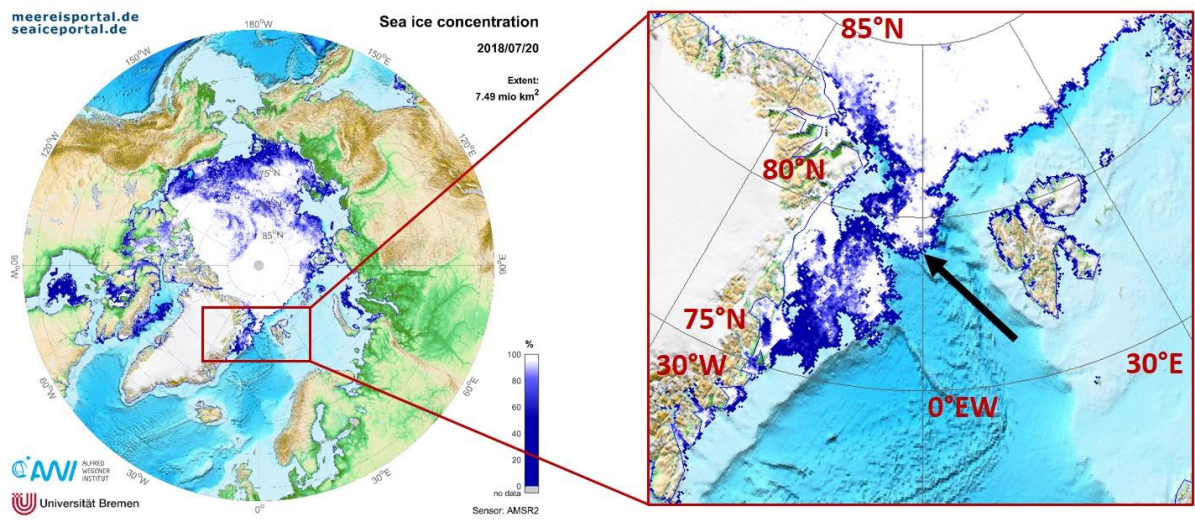 meereisportal.de
seaiceportal.de
Sea ice concentration
2018/07/20
Extent:
7.49 mio km²
180°W
150°W
150°E
120°W
120°E
90°W
90°E
60°W
60°E
30°W
30°E
0°
75°N
85°N
%
100
80
60
40
20
0
no data
Sensor: AMSR2
AWI
ALFRED
WEGENER
INSTITUT
Universität Bremen
85°N
80°N
75°N
30°W
30°E
0°EW